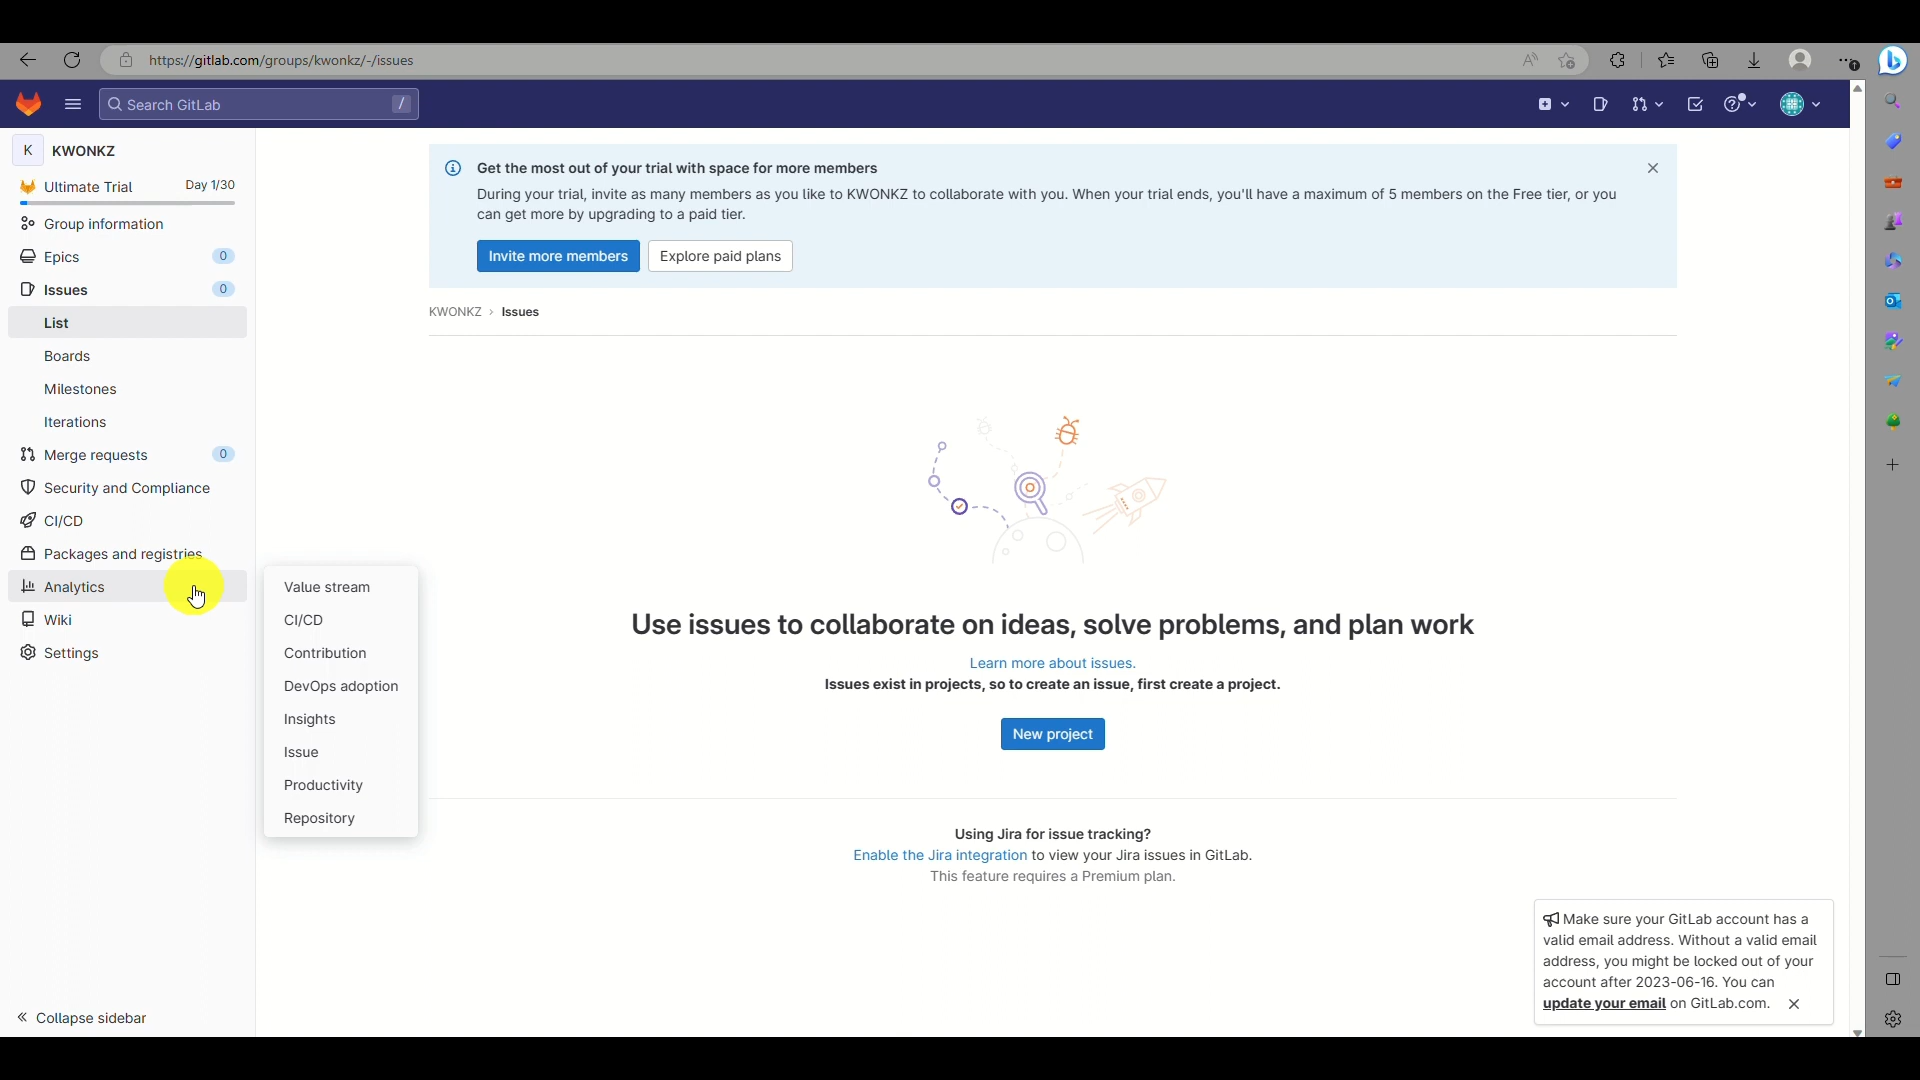 https://gitlab.com/groups/kwonkz/-/issues
Search GitLab /
K KWONKZ
Ultimate Trial Day 1/30
Group information
Epics 0
Issues 0
List
Boards
Milestones
Iterations
Merge requests 0
Security and Compliance
CI/CD
Packages and registries
Analytics
Wiki
Settings
Collapse sidebar
Value stream
CI/CD
Contribution
DevOps adoption
Insights
Issue
Productivity
Repository
Get the most out of your trial with space for more members
During your trial, invite as many members as you like to KWONKZ to collaborate with you. When your trial ends, you'll have a maximum of 5 members on the Free tier, or you
can get more by upgrading to a paid tier.
Invite more members Explore paid plans
KWONKZ › Issues
Use issues to collaborate on ideas, solve problems, and plan work
Learn more about issues.
Issues exist in projects, so to create an issue, first create a project.
New project
Using Jira for issue tracking?
Enable the Jira integration to view your Jira issues in GitLab.
This feature requires a Premium plan.
Make sure your GitLab account has a
valid email address. Without a valid email
address, you might be locked out of your
account after 2023-06-16. You can
update your email on GitLab.com.